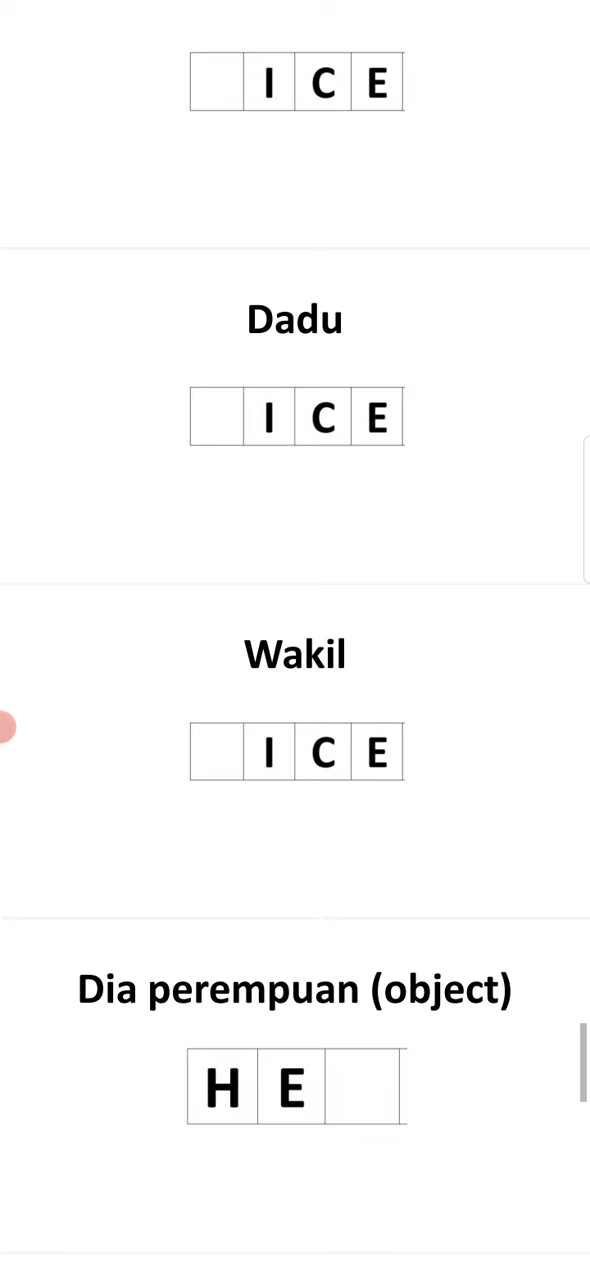 I C E
Dadu
I C E
Wakil
I C E
Dia perempuan (object)
H E